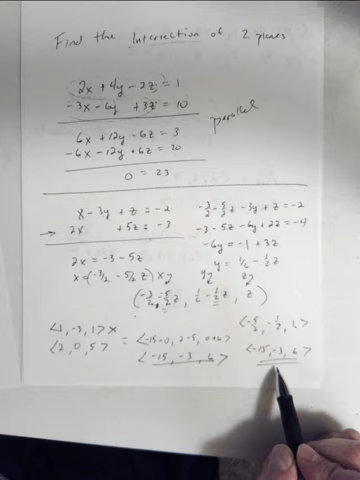 Find the Intersection of 2 planes
2x + 4y - 2z = 1
-3x - 6y + 3z = 10
parallel
6x + 12y - 6z = 3
-6x - 12y + 6z = 20
0 = 23
8 - 3y + z = -2
→ 2x + 5z = -3
2x = -3 - 5z
x = (-3/2 - 5/2 z)
-3/2 - 5/2 z - 3y + z = -2
-3 - 5z - 6y + 2z = -4
-6y = -1 + 3z
y = 1/6 - 1/2 z
x y z
(-3/2 - 5/2 z, 1/6 - 1/2 z, z)
<1, -3, 1> x
<2, 0, 5> = <-15-0, 2-5, 0+6>
<-15, -3, 6>
<-5/2, -1/2, 1>
<-15, -3, 6>